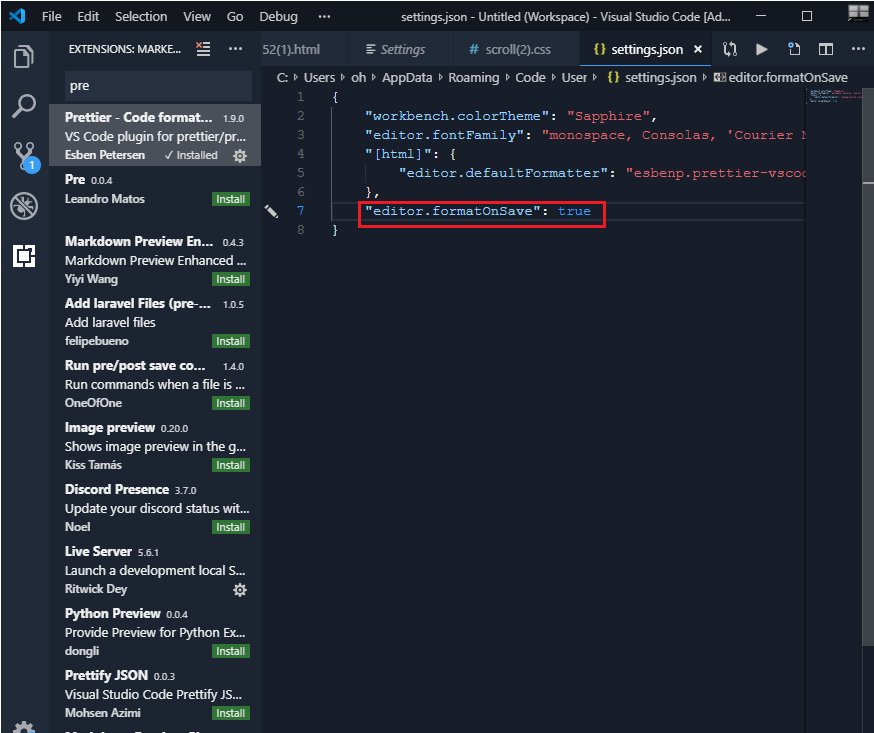 File Edit Selection View Go Debug ··· settings.json - Untitled (Workspace) - Visual Studio Code [Ad...
EXTENSIONS: MARKE... ···
52(1).html Settings # scroll(2).css {} settings.json × ···
C: › Users › oh › AppData › Roaming › Code › User › {} settings.json › editor.formatOnSave
pre
Prettier - Code format... 1.9.0
VS Code plugin for prettier/pr...
Esben Petersen ✓ Installed
Pre 0.0.4
Leandro Matos Install
Markdown Preview En... 0.4.3
Markdown Preview Enhanced ...
Yiyi Wang Install
Add laravel Files (pre-... 1.0.5
Add laravel files
felipebueno Install
Run pre/post save co... 1.4.0
Run commands when a file is ...
OneOfOne Install
Image preview 0.20.0
Shows image preview in the g...
Kiss Tamás Install
Discord Presence 3.7.0
Update your discord status wit...
Noel Install
Live Server 5.6.1
Launch a development local S...
Ritwick Dey
Python Preview 0.0.4
Provide Preview for Python Ex...
dongli Install
Prettify JSON 0.0.3
Visual Studio Code Prettify JS...
Mohsen Azimi Install
1
1 {
2 "workbench.colorTheme": "Sapphire",
3 "editor.fontFamily": "monospace, Consolas, 'Courier
4 "[html]": {
5 "editor.defaultFormatter": "esbenp.prettier-vscod
6 },
7 "editor.formatOnSave": true
8 }